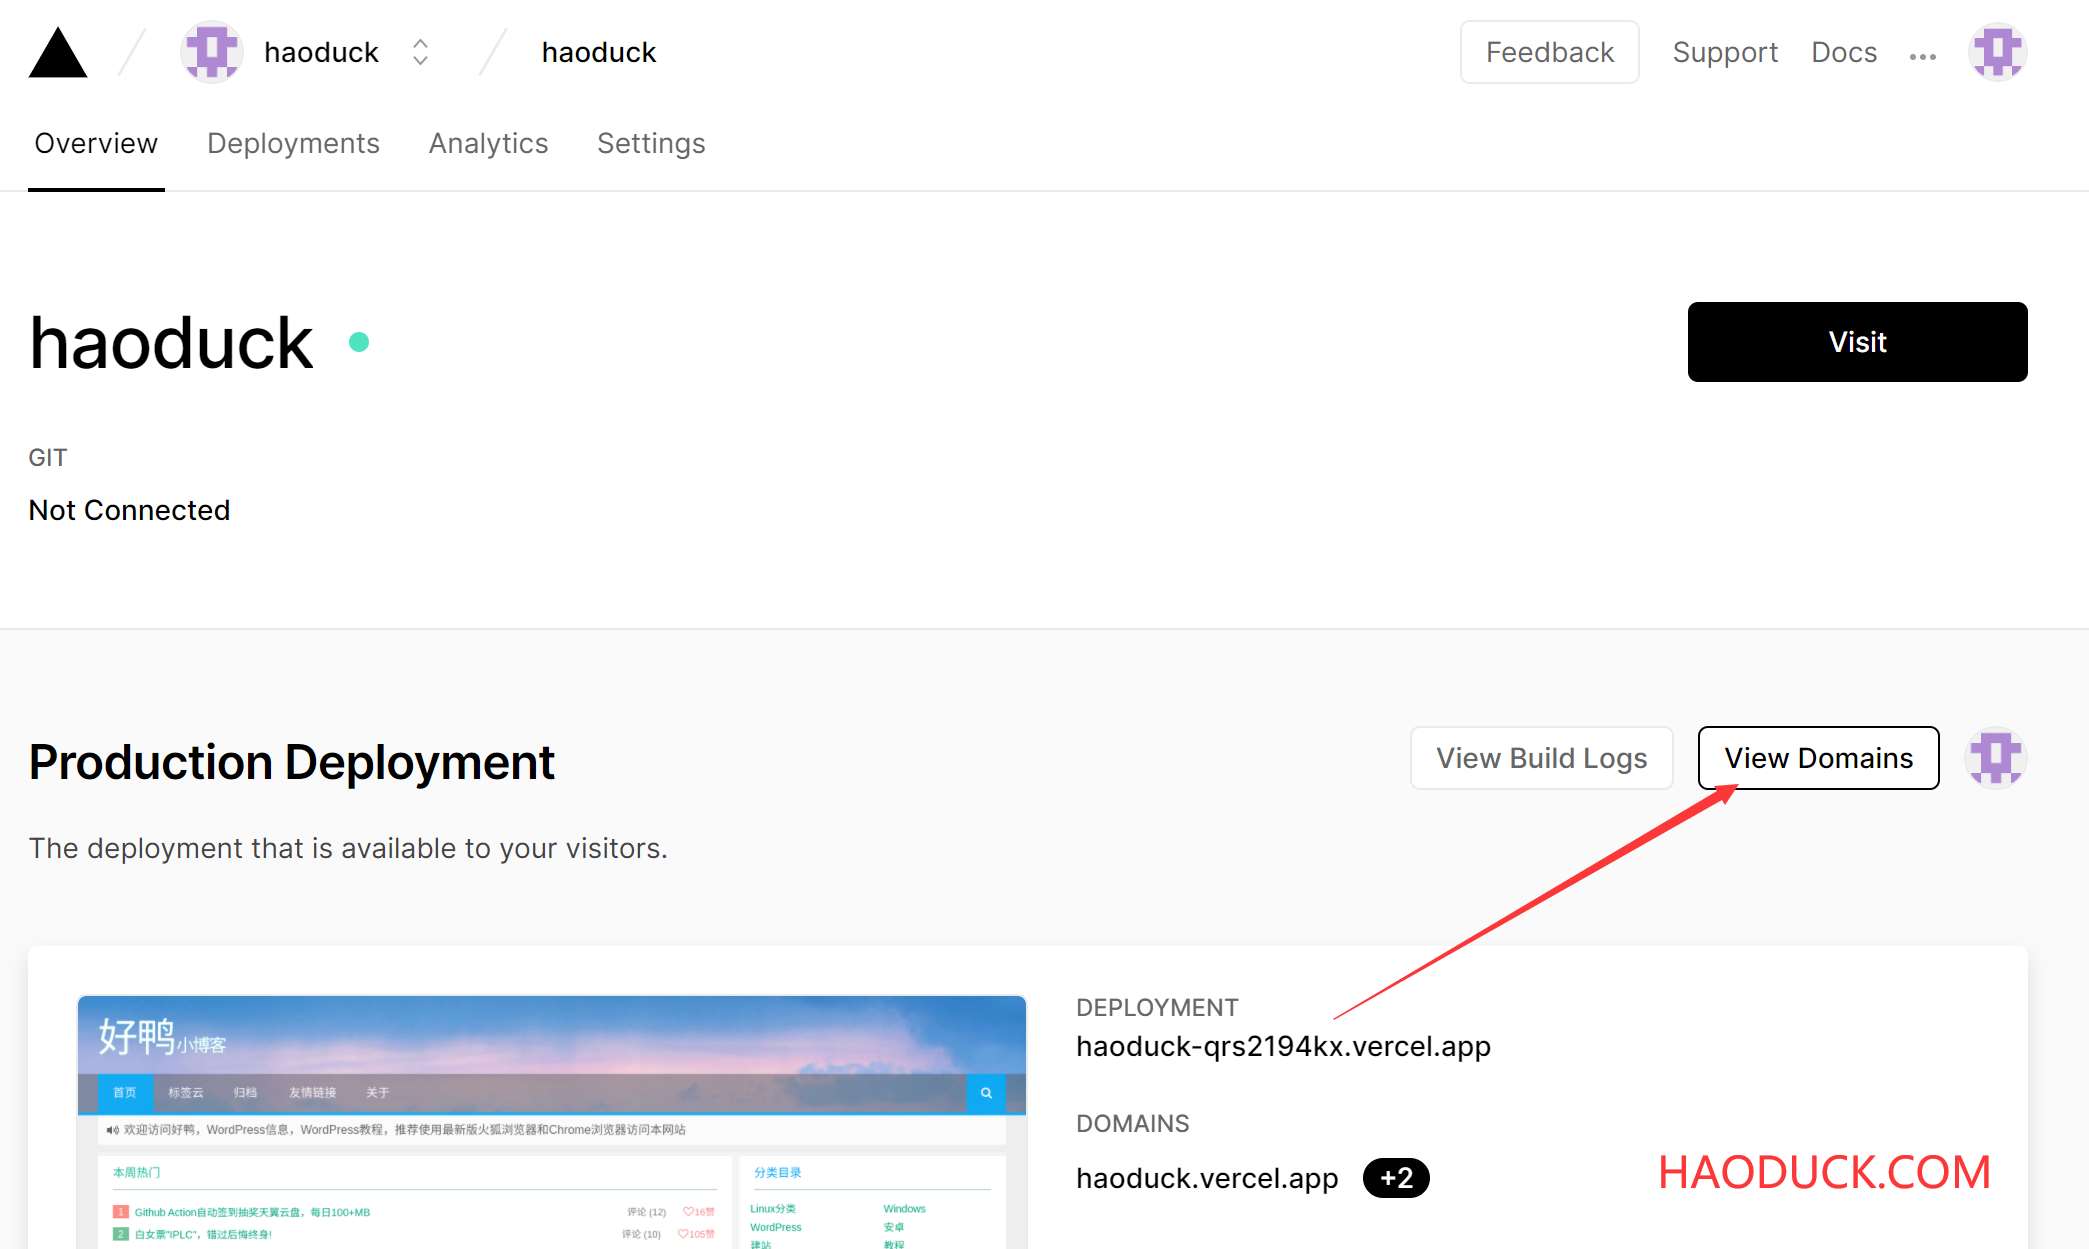 haoduck haoduck Feedback Support Docs ...
Overview Deployments Analytics Settings
haoduck Visit
GIT
Not Connected
Production Deployment View Build Logs View Domains
The deployment that is available to your visitors.
DEPLOYMENT
haoduck-qrs2194kx.vercel.app
DOMAINS
haoduck.vercel.app +2
HAODUCK.COM
好鸭小博客
首页 标签云 归档 友情链接 关于
欢迎访问好鸭，WordPress信息，WordPress教程，推荐使用最新版火狐浏览器和Chrome浏览器访问本网站
本周热门
1 Github Action自动签到抽奖天翼云盘，每日100+MB 评论 (12) 16赞
2 白女票"IPLC"，错过后悔终身! 评论 (10) 105赞
分类目录
Linux分类 Windows
WordPress 安卓
建站 教程